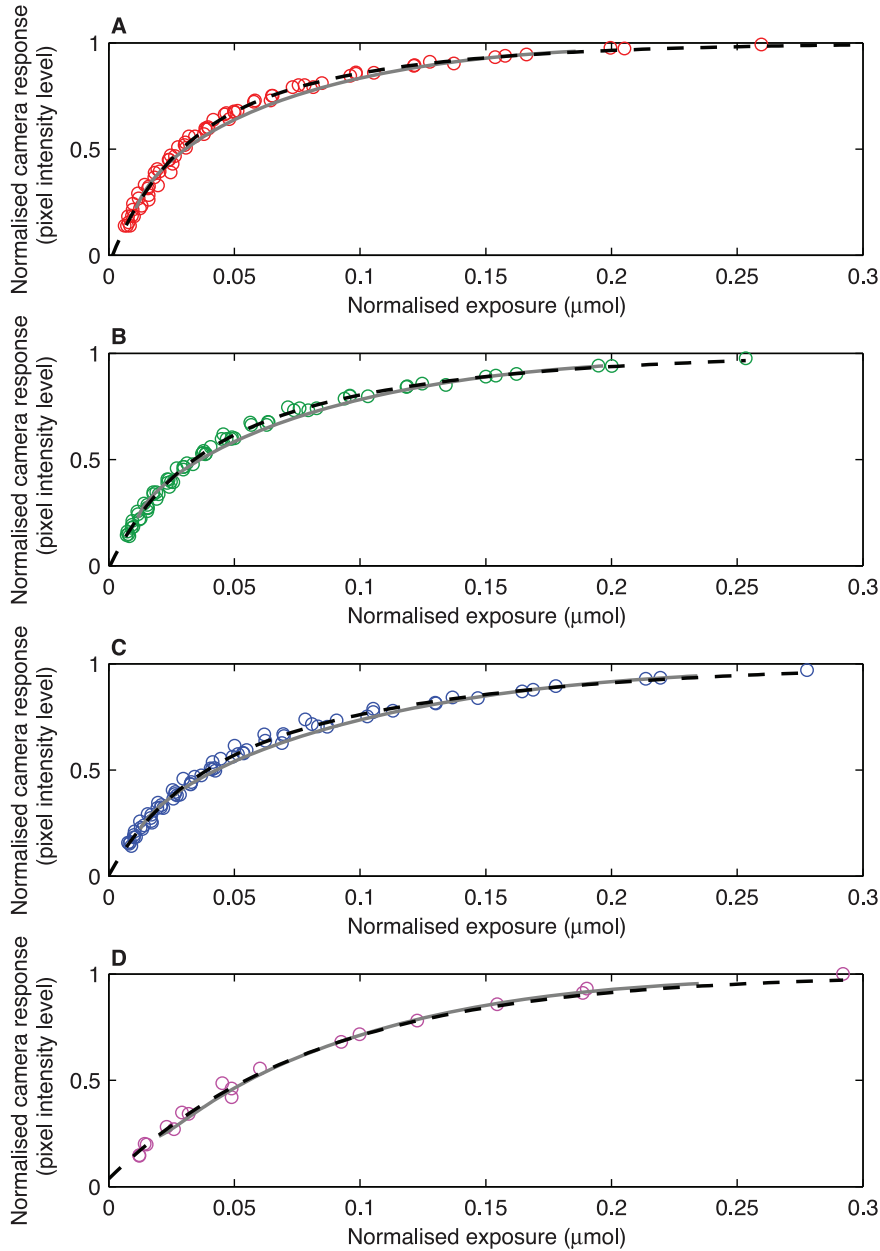 A
Normalised camera response
(pixel intensity level)
1
0.5
0
0 0.05 0.1 0.15 0.2 0.25 0.3
Normalised exposure (μmol)
B
Normalised camera response
(pixel intensity level)
1
0.5
0
0 0.05 0.1 0.15 0.2 0.25 0.3
Normalised exposure (μmol)
C
Normalised camera response
(pixel intensity level)
1
0.5
0
0 0.05 0.1 0.15 0.2 0.25 0.3
Normalised exposure (μmol)
D
Normalised camera response
(pixel intensity level)
1
0.5
0
0 0.05 0.1 0.15 0.2 0.25 0.3
Normalised exposure (μmol)